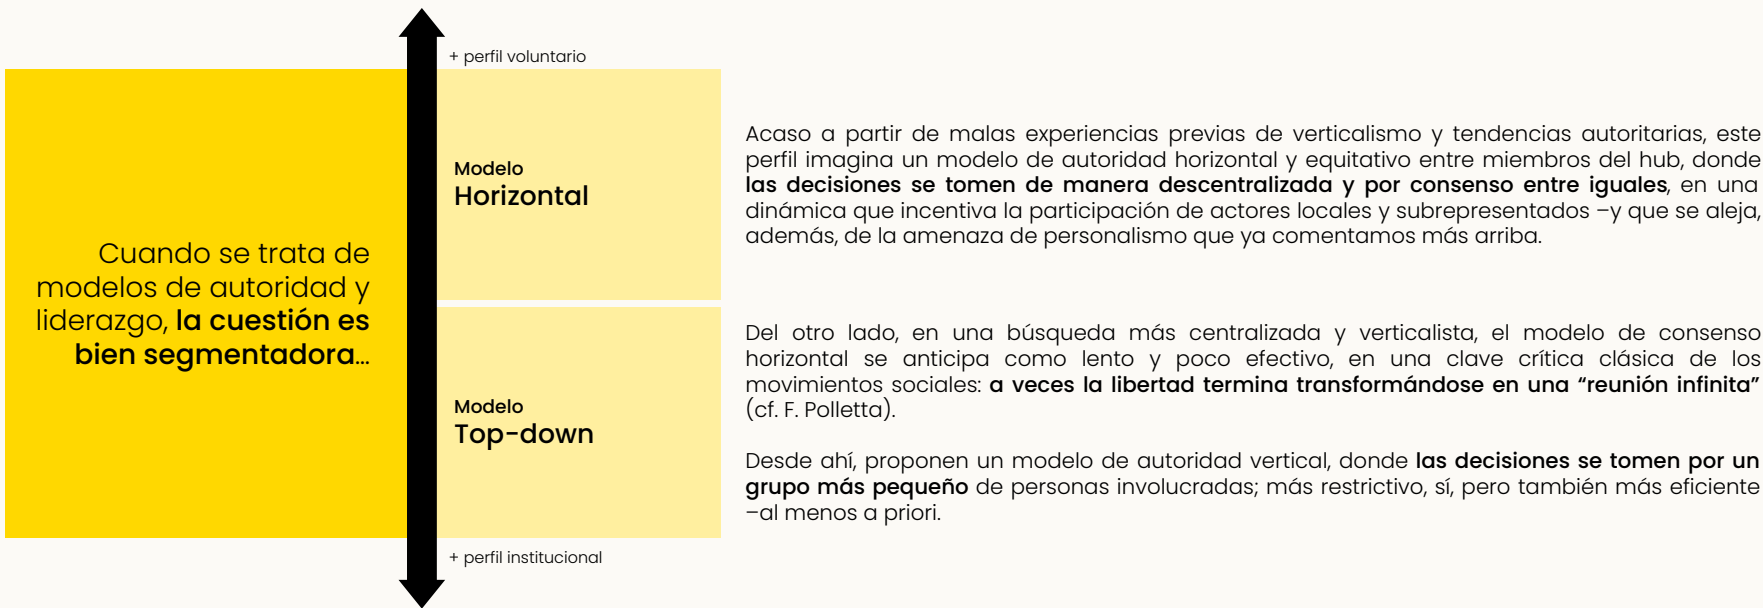 + perfil voluntario
Cuando se trata de
modelos de autoridad y
liderazgo, la cuestión es
bien segmentadora...
Modelo
Horizontal
Acaso a partir de malas experiencias previas de verticalismo y tendencias autoritarias, este
perfil imagina un modelo de autoridad horizontal y equitativo entre miembros del hub, donde
las decisiones se tomen de manera descentralizada y por consenso entre iguales, en una
dinámica que incentiva la participación de actores locales y subrepresentados –y que se aleja,
además, de la amenaza de personalismo que ya comentamos más arriba.
Modelo
Top-down
Del otro lado, en una búsqueda más centralizada y verticalista, el modelo de consenso
horizontal se anticipa como lento y poco efectivo, en una clave crítica clásica de los
movimientos sociales: a veces la libertad termina transformándose en una “reunión infinita”
(cf. F. Polletta).
Desde ahí, proponen un modelo de autoridad vertical, donde las decisiones se tomen por un
grupo más pequeño de personas involucradas; más restrictivo, sí, pero también más eficiente
–al menos a priori.
+ perfil institucional